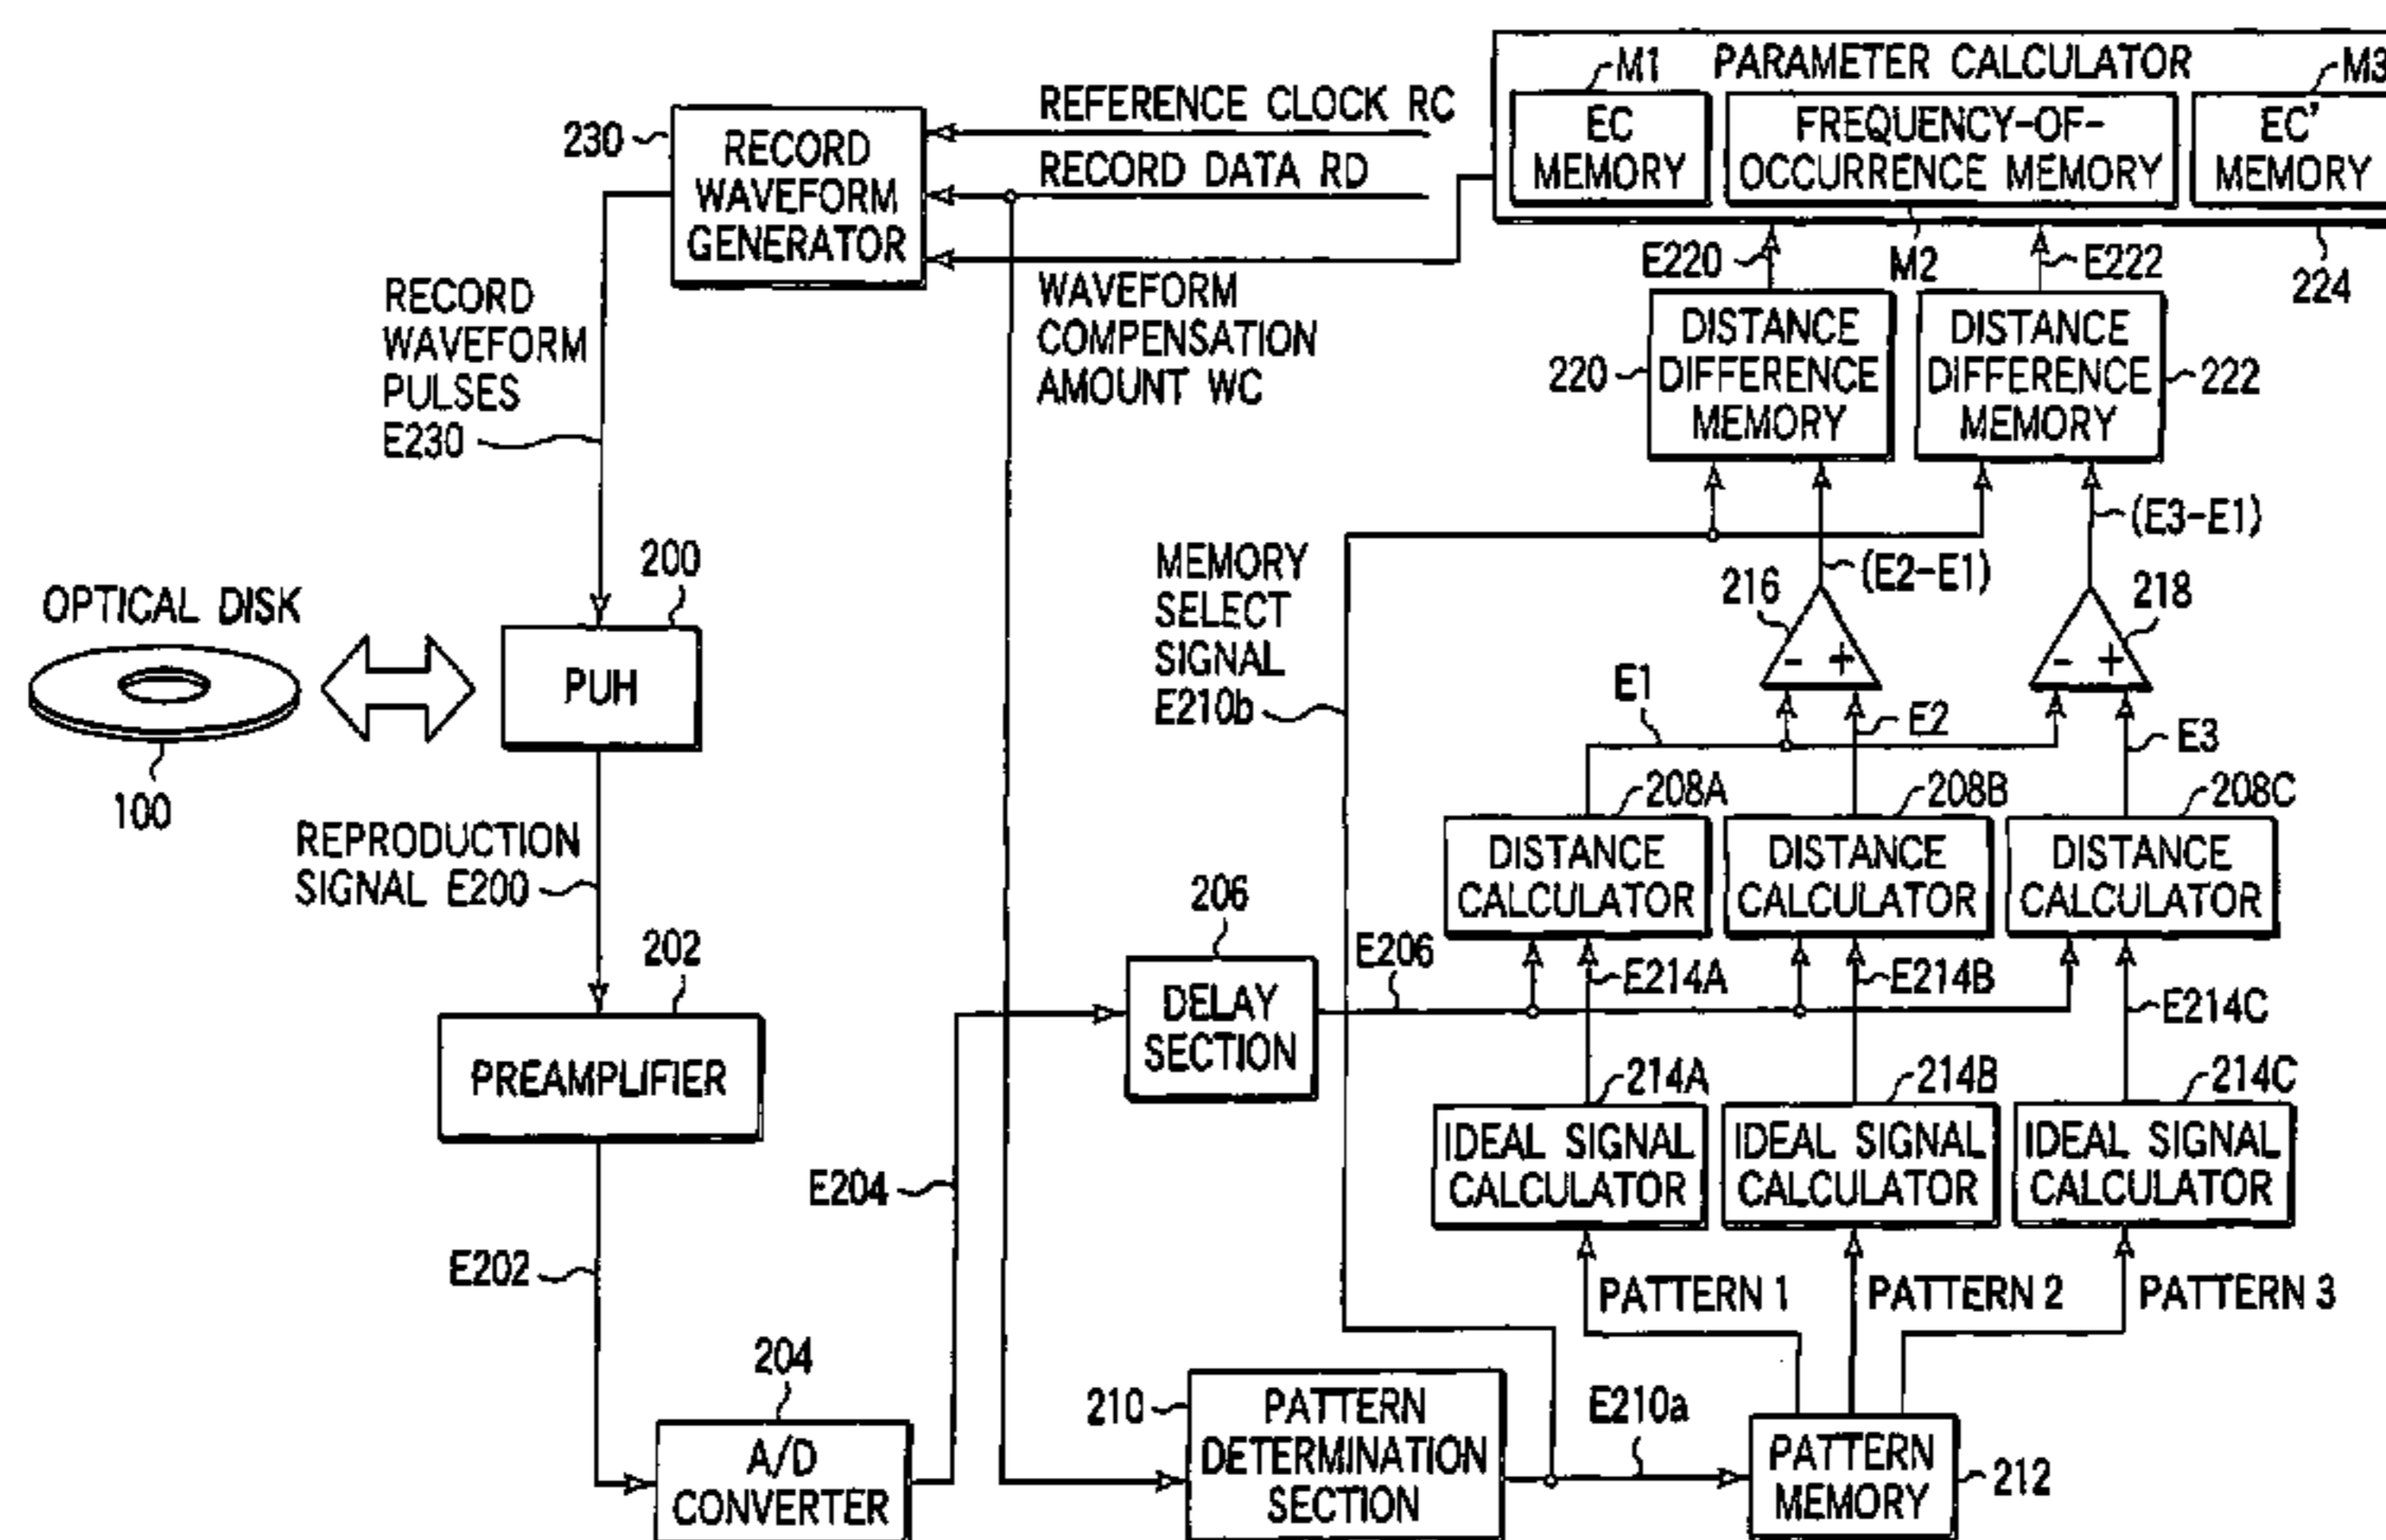 PARAMETER CALCULATOR
M1
M3
EC
MEMORY
FREQUENCY-OF-
OCCURRENCE MEMORY
EC'
MEMORY
M2
224
E220
E222
REFERENCE CLOCK RC
RECORD DATA RD
230
RECORD
WAVEFORM
GENERATOR
WAVEFORM
COMPENSATION
AMOUNT WC
RECORD
WAVEFORM
PULSES
E230
220
DISTANCE
DIFFERENCE
MEMORY
DISTANCE
DIFFERENCE
MEMORY
222
(E2-E1)
(E3-E1)
MEMORY
SELECT
SIGNAL
E210b
216
- +
218
- +
OPTICAL DISK
100
200
PUH
E1
E2
E3
REPRODUCTION
SIGNAL E200
208A
DISTANCE
CALCULATOR
208B
DISTANCE
CALCULATOR
208C
DISTANCE
CALCULATOR
202
PREAMPLIFIER
206
DELAY
SECTION
E206
E214A
E214B
E214C
214A
IDEAL SIGNAL
CALCULATOR
214B
IDEAL SIGNAL
CALCULATOR
214C
IDEAL SIGNAL
CALCULATOR
E204
E202
PATTERN 1
PATTERN 2
PATTERN 3
204
A/D
CONVERTER
210
PATTERN
DETERMINATION
SECTION
E210a
PATTERN
MEMORY
212